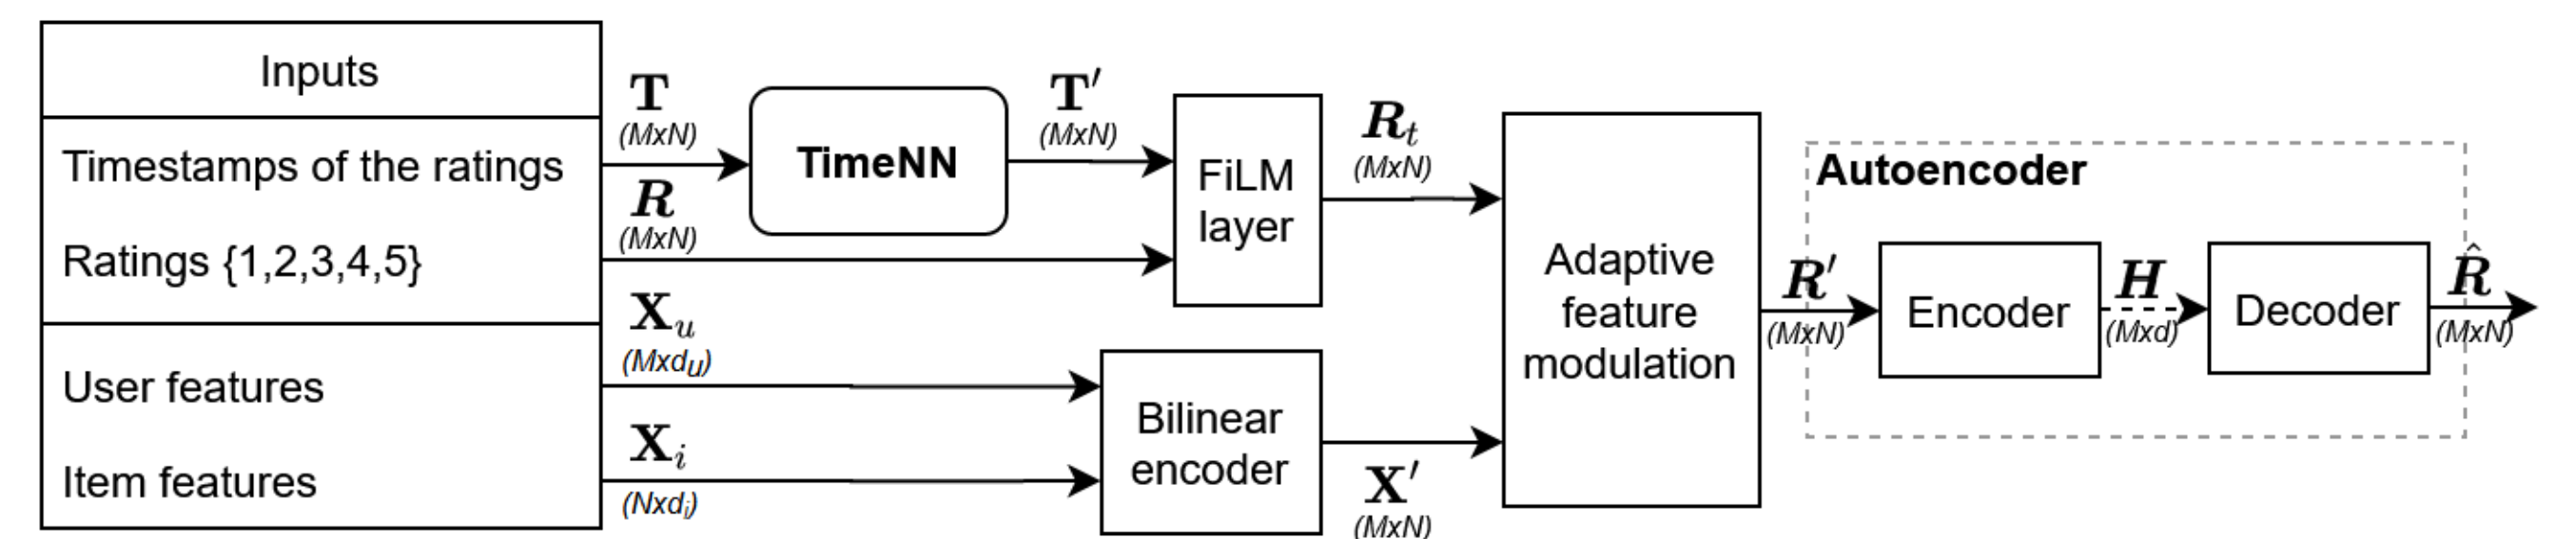 Inputs
Timestamps of the ratings
Ratings {1,2,3,4,5}
User features
Item features
T
(MxN)
R
(MxN)
X_u
(Mxd_u)
X_i
(Nxd_i)
TimeNN
T′
(MxN)
FiLM
layer
Bilinear
encoder
R_t
(MxN)
X′
(MxN)
Adaptive
feature
modulation
R′
(MxN)
Autoencoder
Encoder
H
(Mxd)
Decoder
R̂
(MxN)